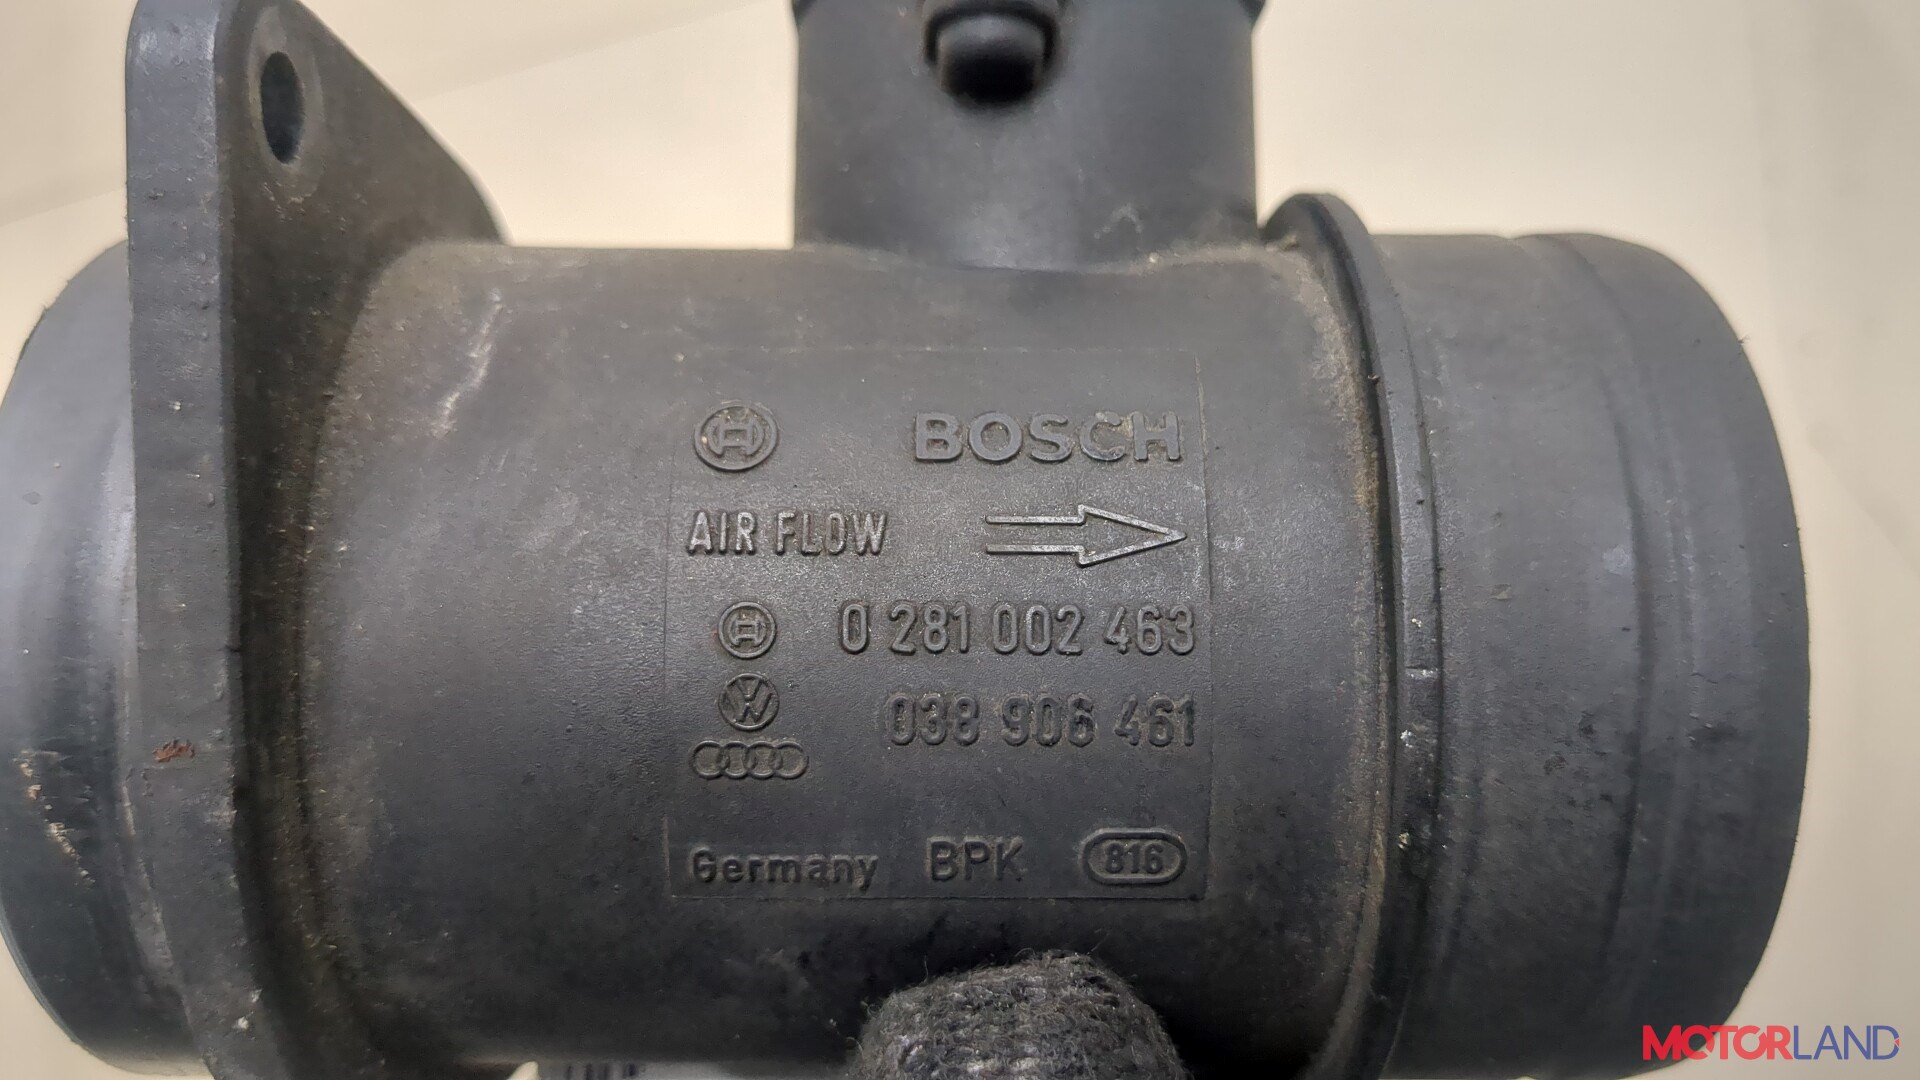 BOSCH
AIR FLOW
0 281 002 463
038 906 461
Germany BPK 816
MOTORLAND